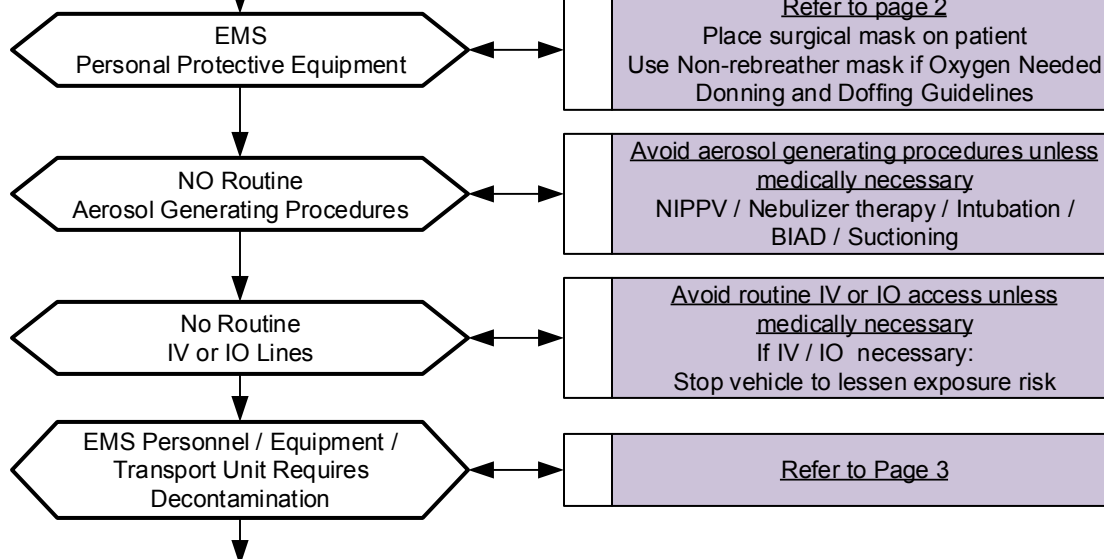 EMS
Personal Protective Equipment
Refer to page 2
Place surgical mask on patient
Use Non-rebreather mask if Oxygen Needed
Donning and Doffing Guidelines
NO Routine
Aerosol Generating Procedures
Avoid aerosol generating procedures unless
medically necessary
NIPPV / Nebulizer therapy / Intubation /
BIAD / Suctioning
No Routine
IV or IO Lines
Avoid routine IV or IO access unless
medically necessary
If IV / IO necessary:
Stop vehicle to lessen exposure risk
EMS Personnel / Equipment /
Transport Unit Requires
Decontamination
Refer to Page 3